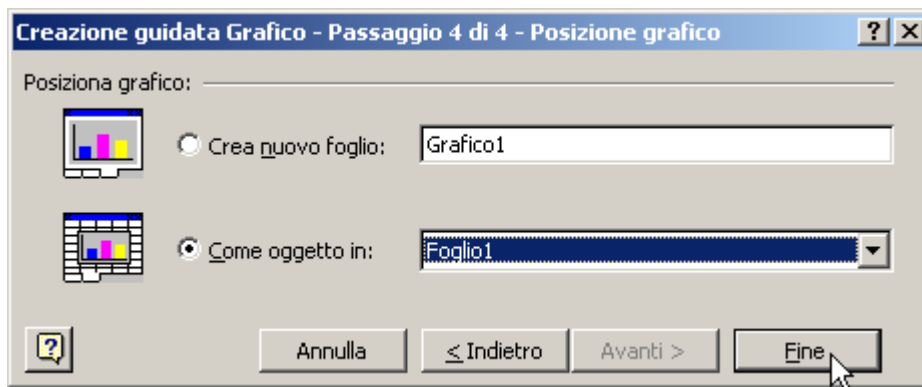 Creazione guidata Grafico - Passaggio 4 di 4 - Posizione grafico
Posiziona grafico:
Crea nuovo foglio: Grafico1
Come oggetto in: Foglio1
Annulla < Indietro Avanti > Fine